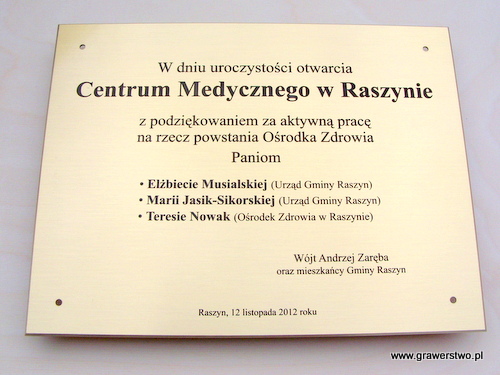 W dniu uroczystości otwarcia
Centrum Medycznego w Raszynie
z podziękowaniem za aktywną pracę
na rzecz powstania Ośrodka Zdrowia
Paniom
• Elżbiecie Musialskiej (Urząd Gminy Raszyn)
• Marii Jasik-Sikorskiej (Urząd Gminy Raszyn)
• Teresie Nowak (Ośrodek Zdrowia w Raszynie)
Wójt Andrzej Zaręba
oraz mieszkańcy Gminy Raszyn
Raszyn, 12 listopada 2012 roku
www.grawerstwo.pl